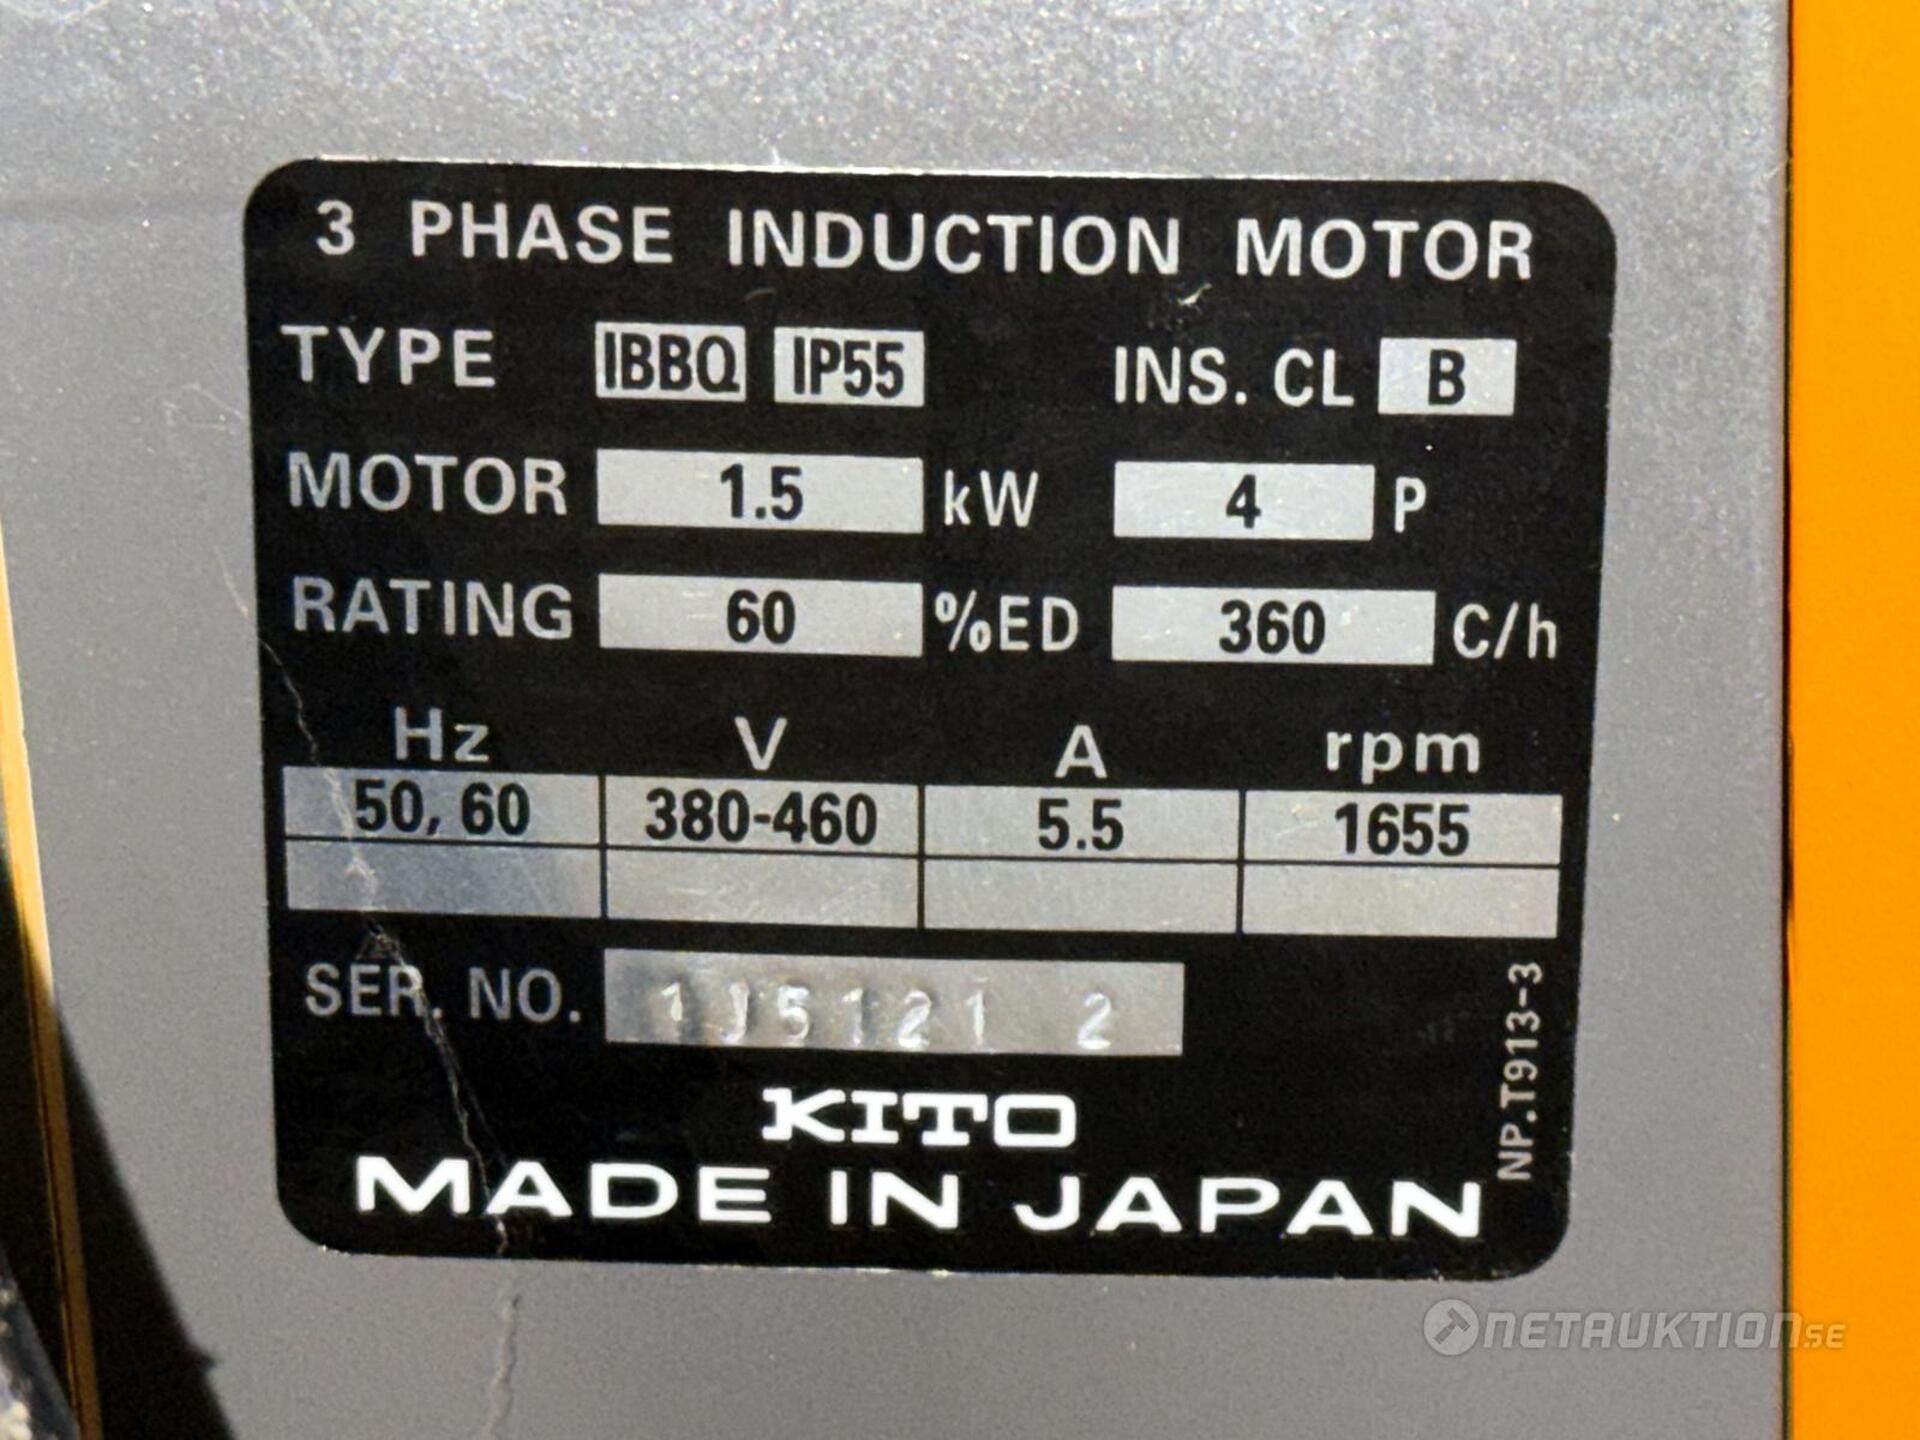 3 PHASE INDUCTION MOTOR
TYPE IBBQ IP55 INS. CL B
MOTOR 1.5 kW 4 P
RATING 60 %ED 360 C/h
Hz V A rpm
50, 60 380-460 5.5 1655
SER. NO. 1J5121 2
KITO
MADE IN JAPAN
NP.T913-3
NETAUKTION.SE